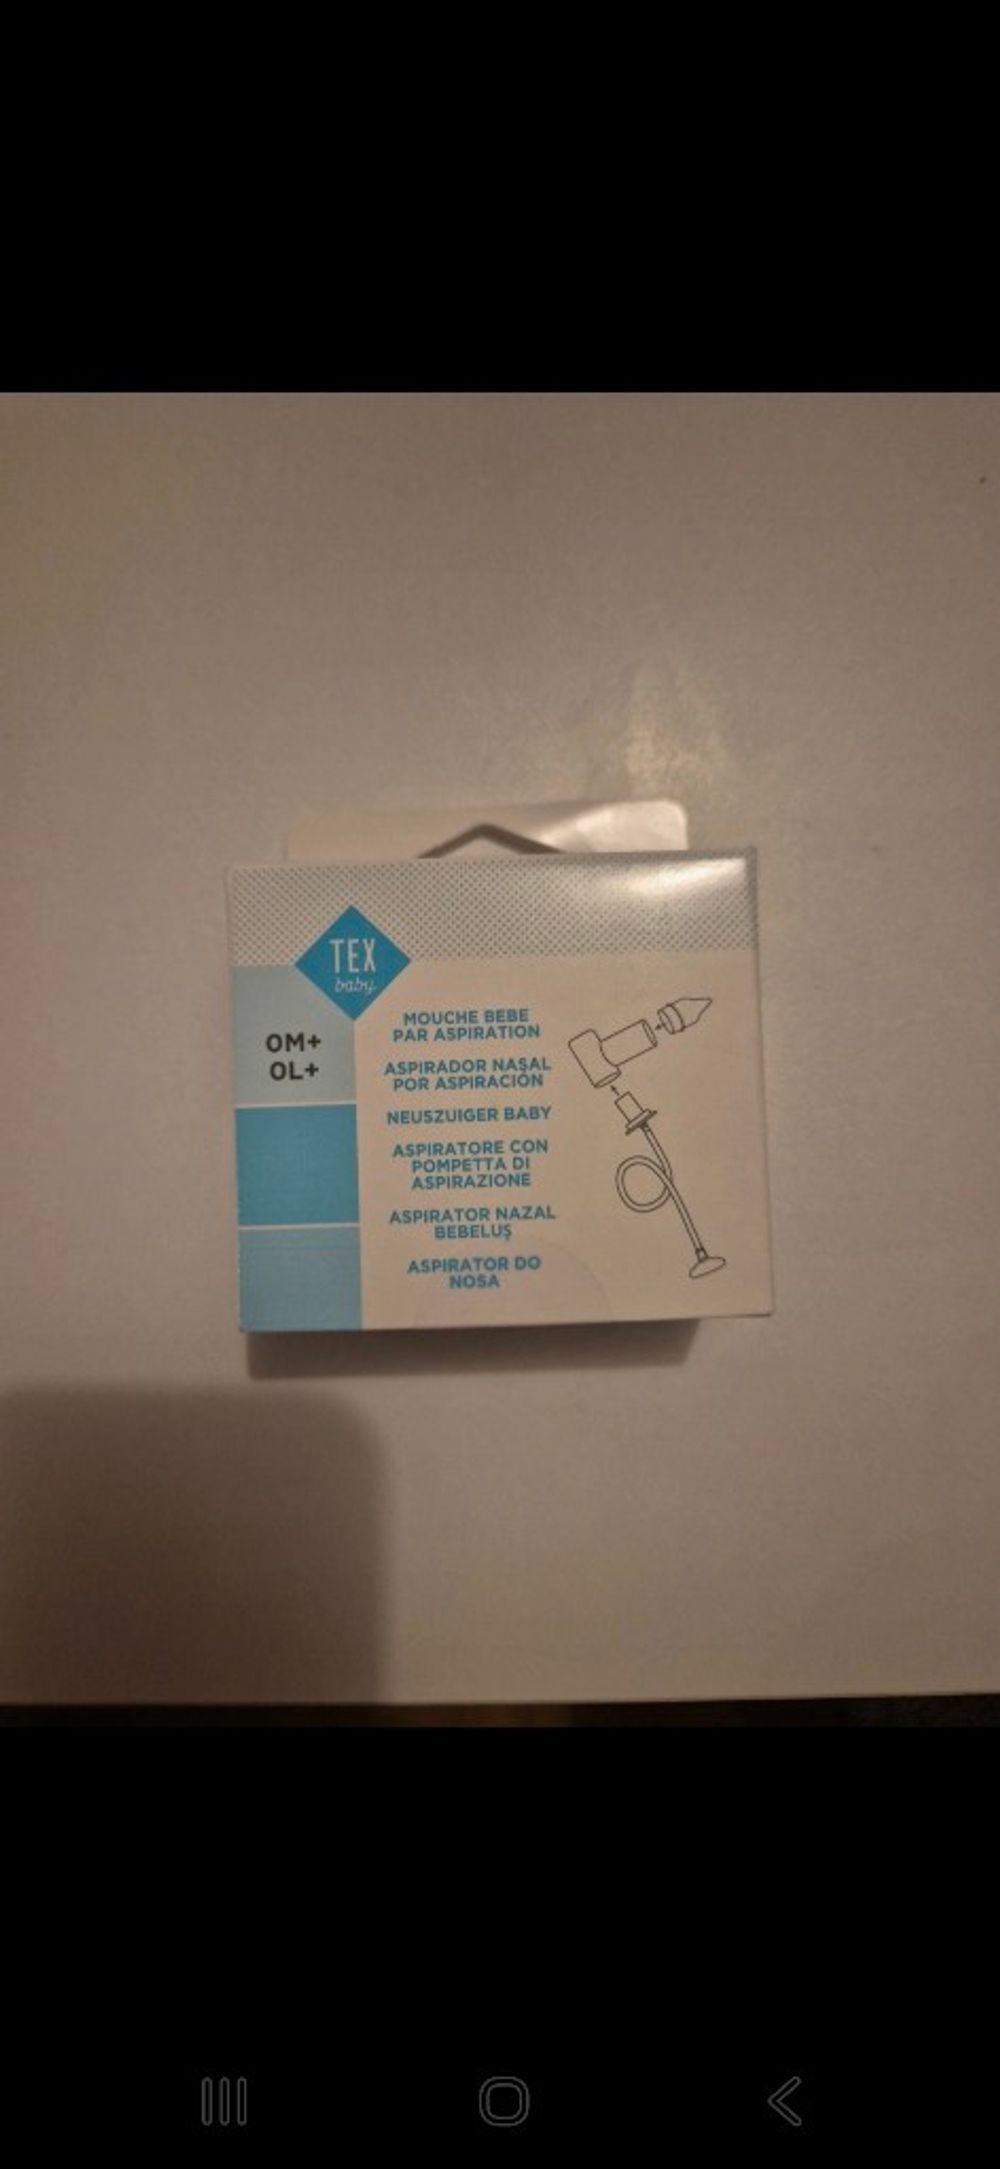 TEX
baby
0M+
0L+
MOUCHE BEBE
PAR ASPIRATION
ASPIRADOR NASAL
POR ASPIRACIÓN
NEUSZUIGER BABY
ASPIRATORE CON
POMPETTA DI
ASPIRAZIONE
ASPIRATOR NAZAL
BEBELUȘ
ASPIRATOR DO
NOSA